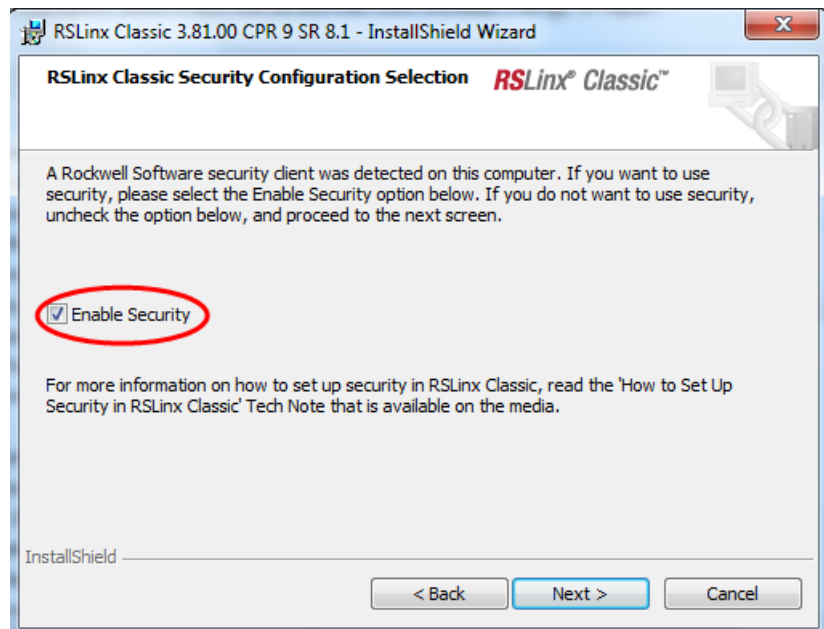 RSLinx Classic 3.81.00 CPR 9 SR 8.1 - InstallShield Wizard
RSLinx Classic Security Configuration Selection RSLinx® Classic™
A Rockwell Software security client was detected on this computer. If you want to use
security, please select the Enable Security option below. If you do not want to use security,
uncheck the option below, and proceed to the next screen.
Enable Security
For more information on how to set up security in RSLinx Classic, read the 'How to Set Up
Security in RSLinx Classic' Tech Note that is available on the media.
InstallShield
< Back Next > Cancel